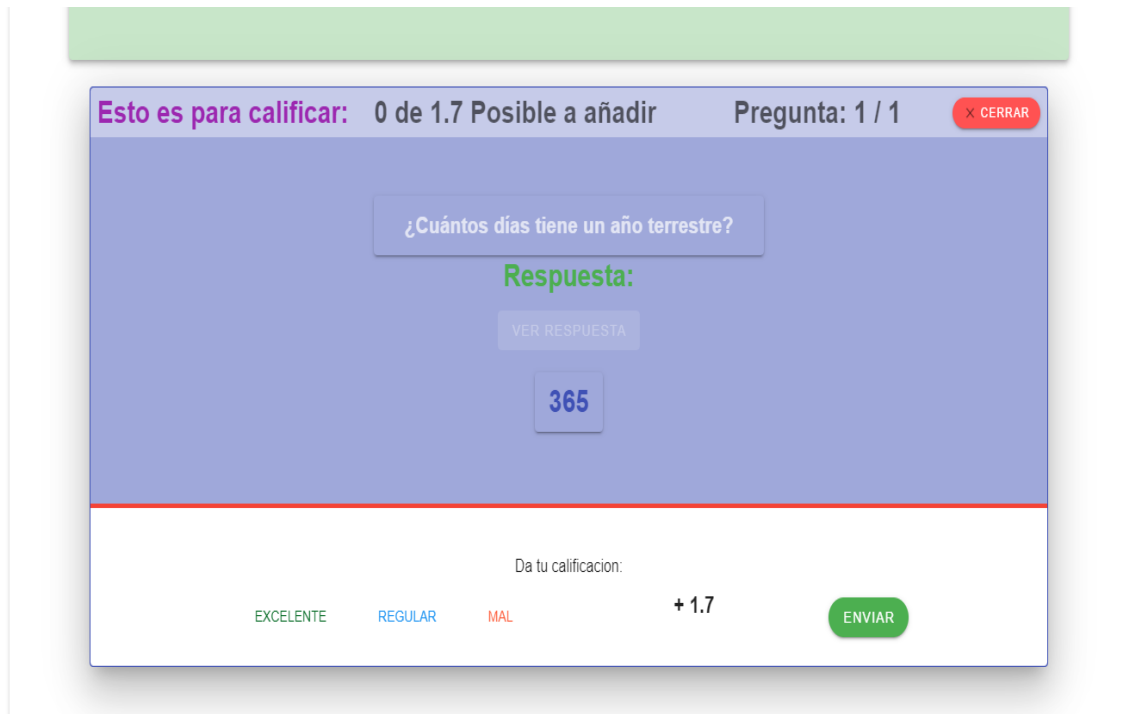 Esto es para calificar: 0 de 1.7 Posible a añadir Pregunta: 1 / 1 × CERRAR
¿Cuántos días tiene un año terrestre?
Respuesta:
VER RESPUESTA
365
Da tu calificacion:
EXCELENTE REGULAR MAL + 1.7 ENVIAR